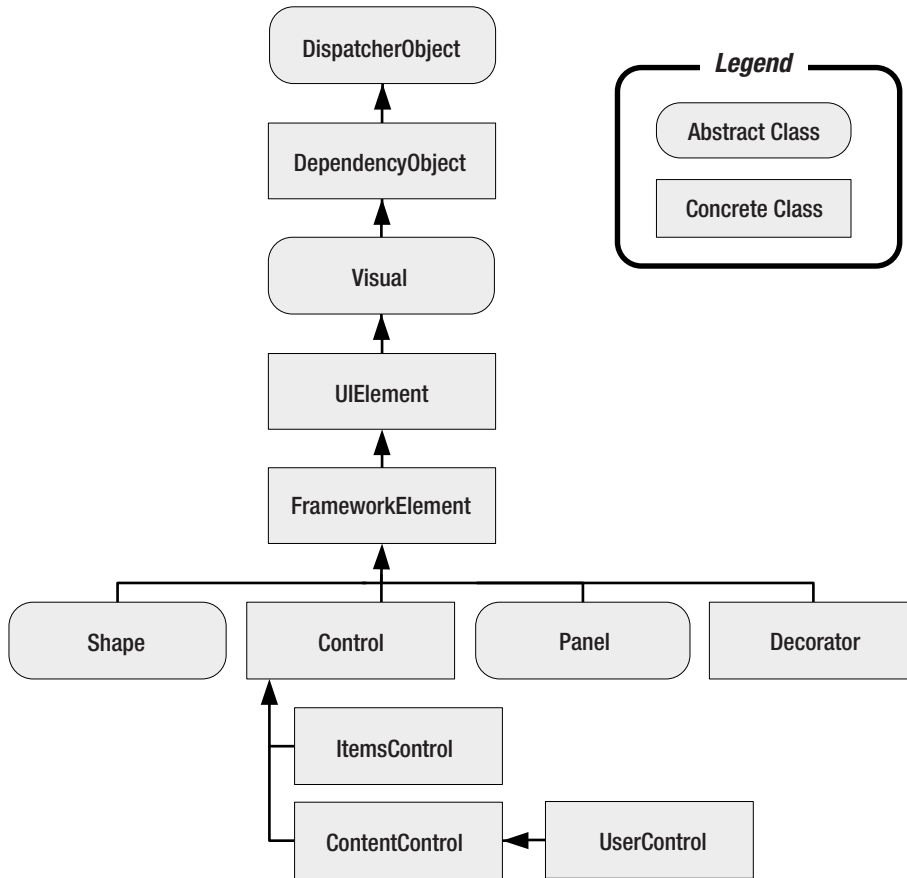 DispatcherObject
Legend
Abstract Class
DependencyObject
Concrete Class
Visual
UIElement
FrameworkElement
Shape
Control
Panel
Decorator
ItemsControl
ContentControl
UserControl